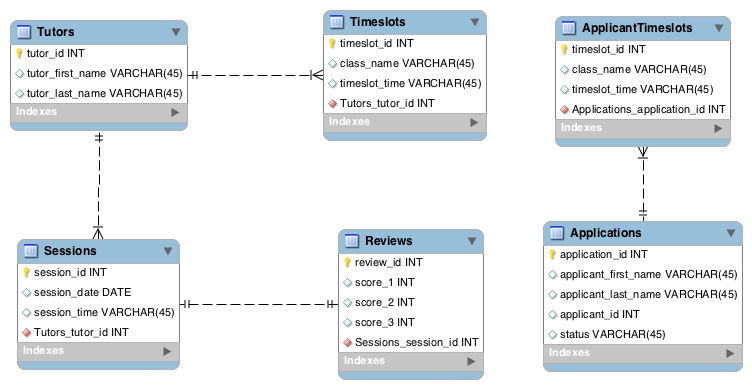 Tutors
tutor_id INT
tutor_first_name VARCHAR(45)
tutor_last_name VARCHAR(45)
Indexes
Timeslots
timeslot_id INT
class_name VARCHAR(45)
timeslot_time VARCHAR(45)
Tutors_tutor_id INT
Indexes
ApplicantTimeslots
timeslot_id INT
class_name VARCHAR(45)
timeslot_time VARCHAR(45)
Applications_application_id INT
Indexes
Sessions
session_id INT
session_date DATE
session_time VARCHAR(45)
Tutors_tutor_id INT
Indexes
Reviews
review_id INT
score_1 INT
score_2 INT
score_3 INT
Sessions_session_id INT
Indexes
Applications
application_id INT
applicant_first_name VARCHAR(45)
applicant_last_name VARCHAR(45)
applicant_id INT
status VARCHAR(45)
Indexes